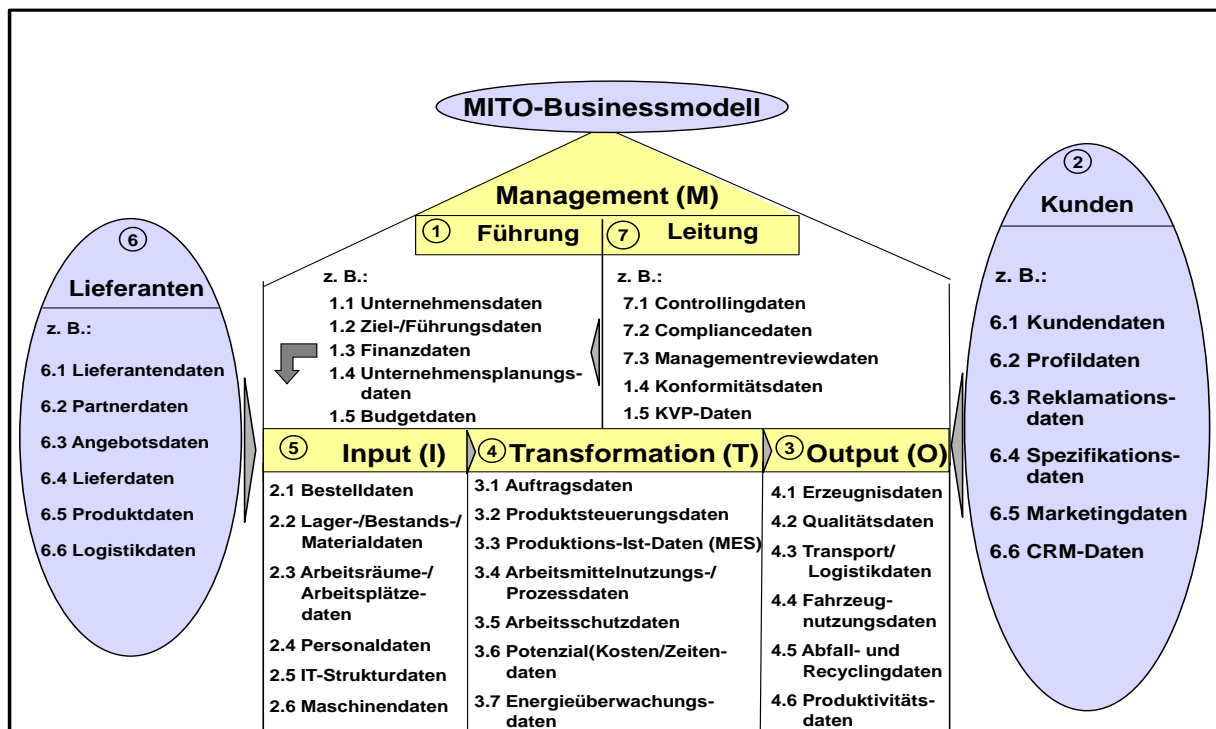 MITO-Businessmodell
Management (M)
1 Führung
7 Leitung
z. B.:
1.1 Unternehmensdaten
1.2 Ziel-/Führungsdaten
1.3 Finanzdaten
1.4 Unternehmensplanungs-
daten
1.5 Budgetdaten
z. B.:
7.1 Controllingdaten
7.2 Compliancedaten
7.3 Managementreviewdaten
1.4 Konformitätsdaten
1.5 KVP-Daten
6
Lieferanten
z. B.:
6.1 Lieferantendaten
6.2 Partnerdaten
6.3 Angebotsdaten
6.4 Lieferdaten
6.5 Produktdaten
6.6 Logistikdaten
5 Input (I)
2.1 Bestelldaten
2.2 Lager-/Bestands-/
Materialdaten
2.3 Arbeitsräume-/
Arbeitsplätze-
daten
2.4 Personaldaten
2.5 IT-Strukturdaten
2.6 Maschinendaten
4 Transformation (T)
3.1 Auftragsdaten
3.2 Produktsteuerungsdaten
3.3 Produktions-Ist-Daten (MES)
3.4 Arbeitsmittelnutzungs-/
Prozessdaten
3.5 Arbeitsschutzdaten
3.6 Potenzial(Kosten/Zeiten-
daten
3.7 Energieüberwachungs-
daten
3 Output (O)
4.1 Erzeugnisdaten
4.2 Qualitätsdaten
4.3 Transport/
Logistikdaten
4.4 Fahrzeug-
nutzungsdaten
4.5 Abfall- und
Recyclingdaten
4.6 Produktivitäts-
daten
2
Kunden
z. B.:
6.1 Kundendaten
6.2 Profildaten
6.3 Reklamations-
daten
6.4 Spezifikations-
daten
6.5 Marketingdaten
6.6 CRM-Daten